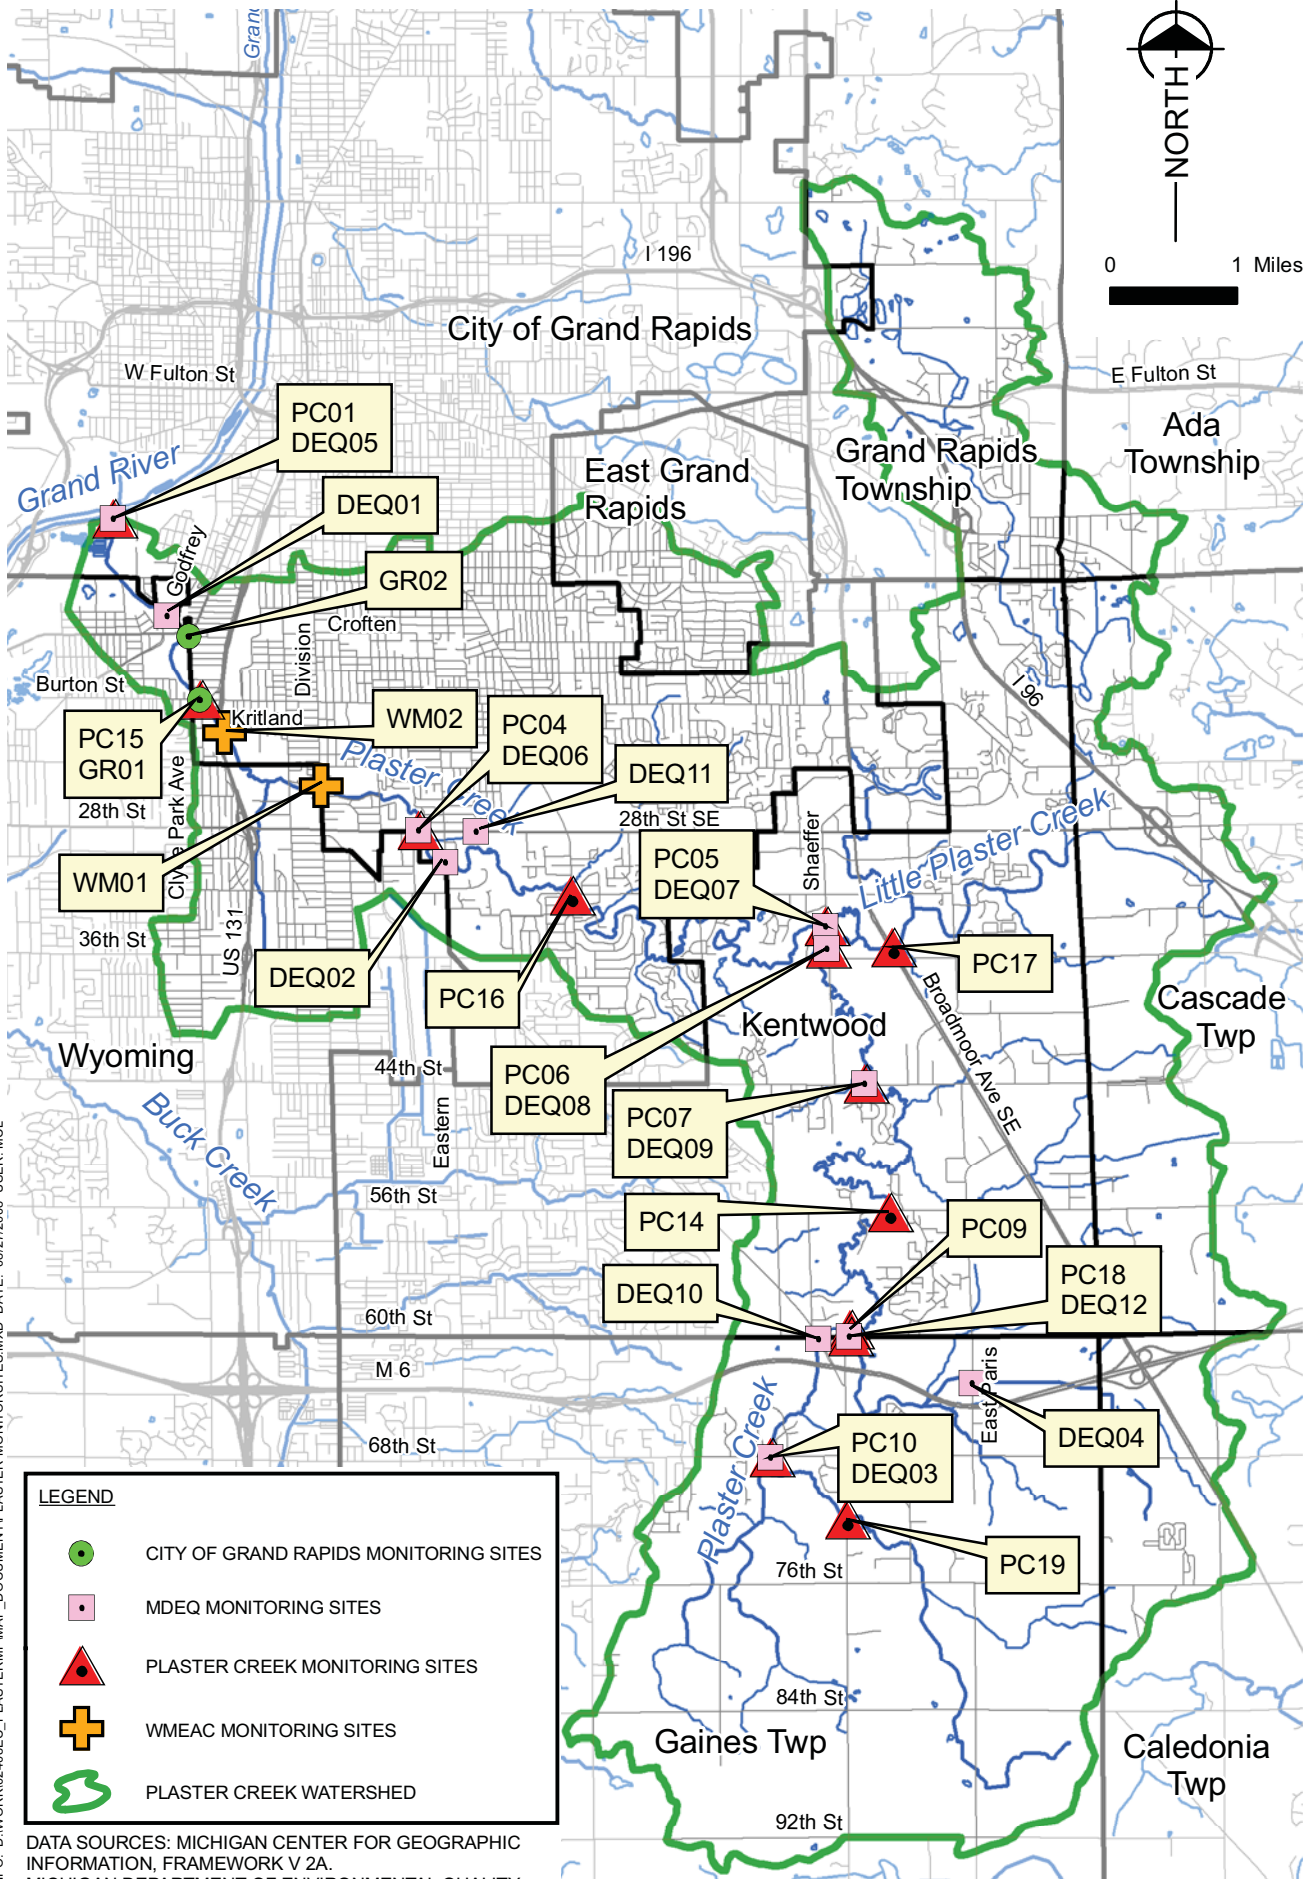 Grand
NORTH
0 1 Miles
I 196
City of Grand Rapids
W Fulton St
E Fulton St
PC01
DEQ05
Ada
Township
Grand Rapids
Township
Grand River
East Grand
Rapids
DEQ01
Godfrey
GR02
Croften
Division
Burton St
I 96
Kritland
WM02
PC04
DEQ06
PC15
GR01
Plaster Creek
DEQ11
28th St
28th St SE
Clyde Park Ave
Shaeffer
Little Plaster Creek
PC05
DEQ07
WM01
36th St
US 131
DEQ02
PC16
PC17
Broadmoor Ave SE
Cascade
Twp
Kentwood
Wyoming
44th St
PC06
DEQ08
PC07
DEQ09
Buck Creek
Eastern
56th St
PC14
PC09
DEQ10
PC18
DEQ12
60th St
M 6
East Paris
68th St
Plaster Creek
PC10
DEQ03
DEQ04
PC19
76th St
84th St
Gaines Twp
Caledonia
Twp
92th St
LEGEND
CITY OF GRAND RAPIDS MONITORING SITES
MDEQ MONITORING SITES
PLASTER CREEK MONITORING SITES
WMEAC MONITORING SITES
PLASTER CREEK WATERSHED
DATA SOURCES: MICHIGAN CENTER FOR GEOGRAPHIC
INFORMATION, FRAMEWORK V 2A.
MICHIGAN DEPARTMENT OF ENVIRONMENTAL QUALITY